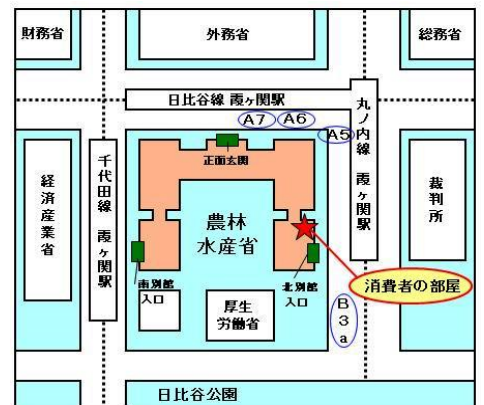 財務省
外務省
総務省
日比谷線 霞ヶ関駅
A7
A6
A5
丸ノ内線 霞ヶ関駅
千代田線 霞ヶ関駅
正面玄関
経済産業省
裁判所
農林
水産省
消費者の部屋
南別館
入口
北別館
入口
厚生
労働省
B3a
日比谷公園